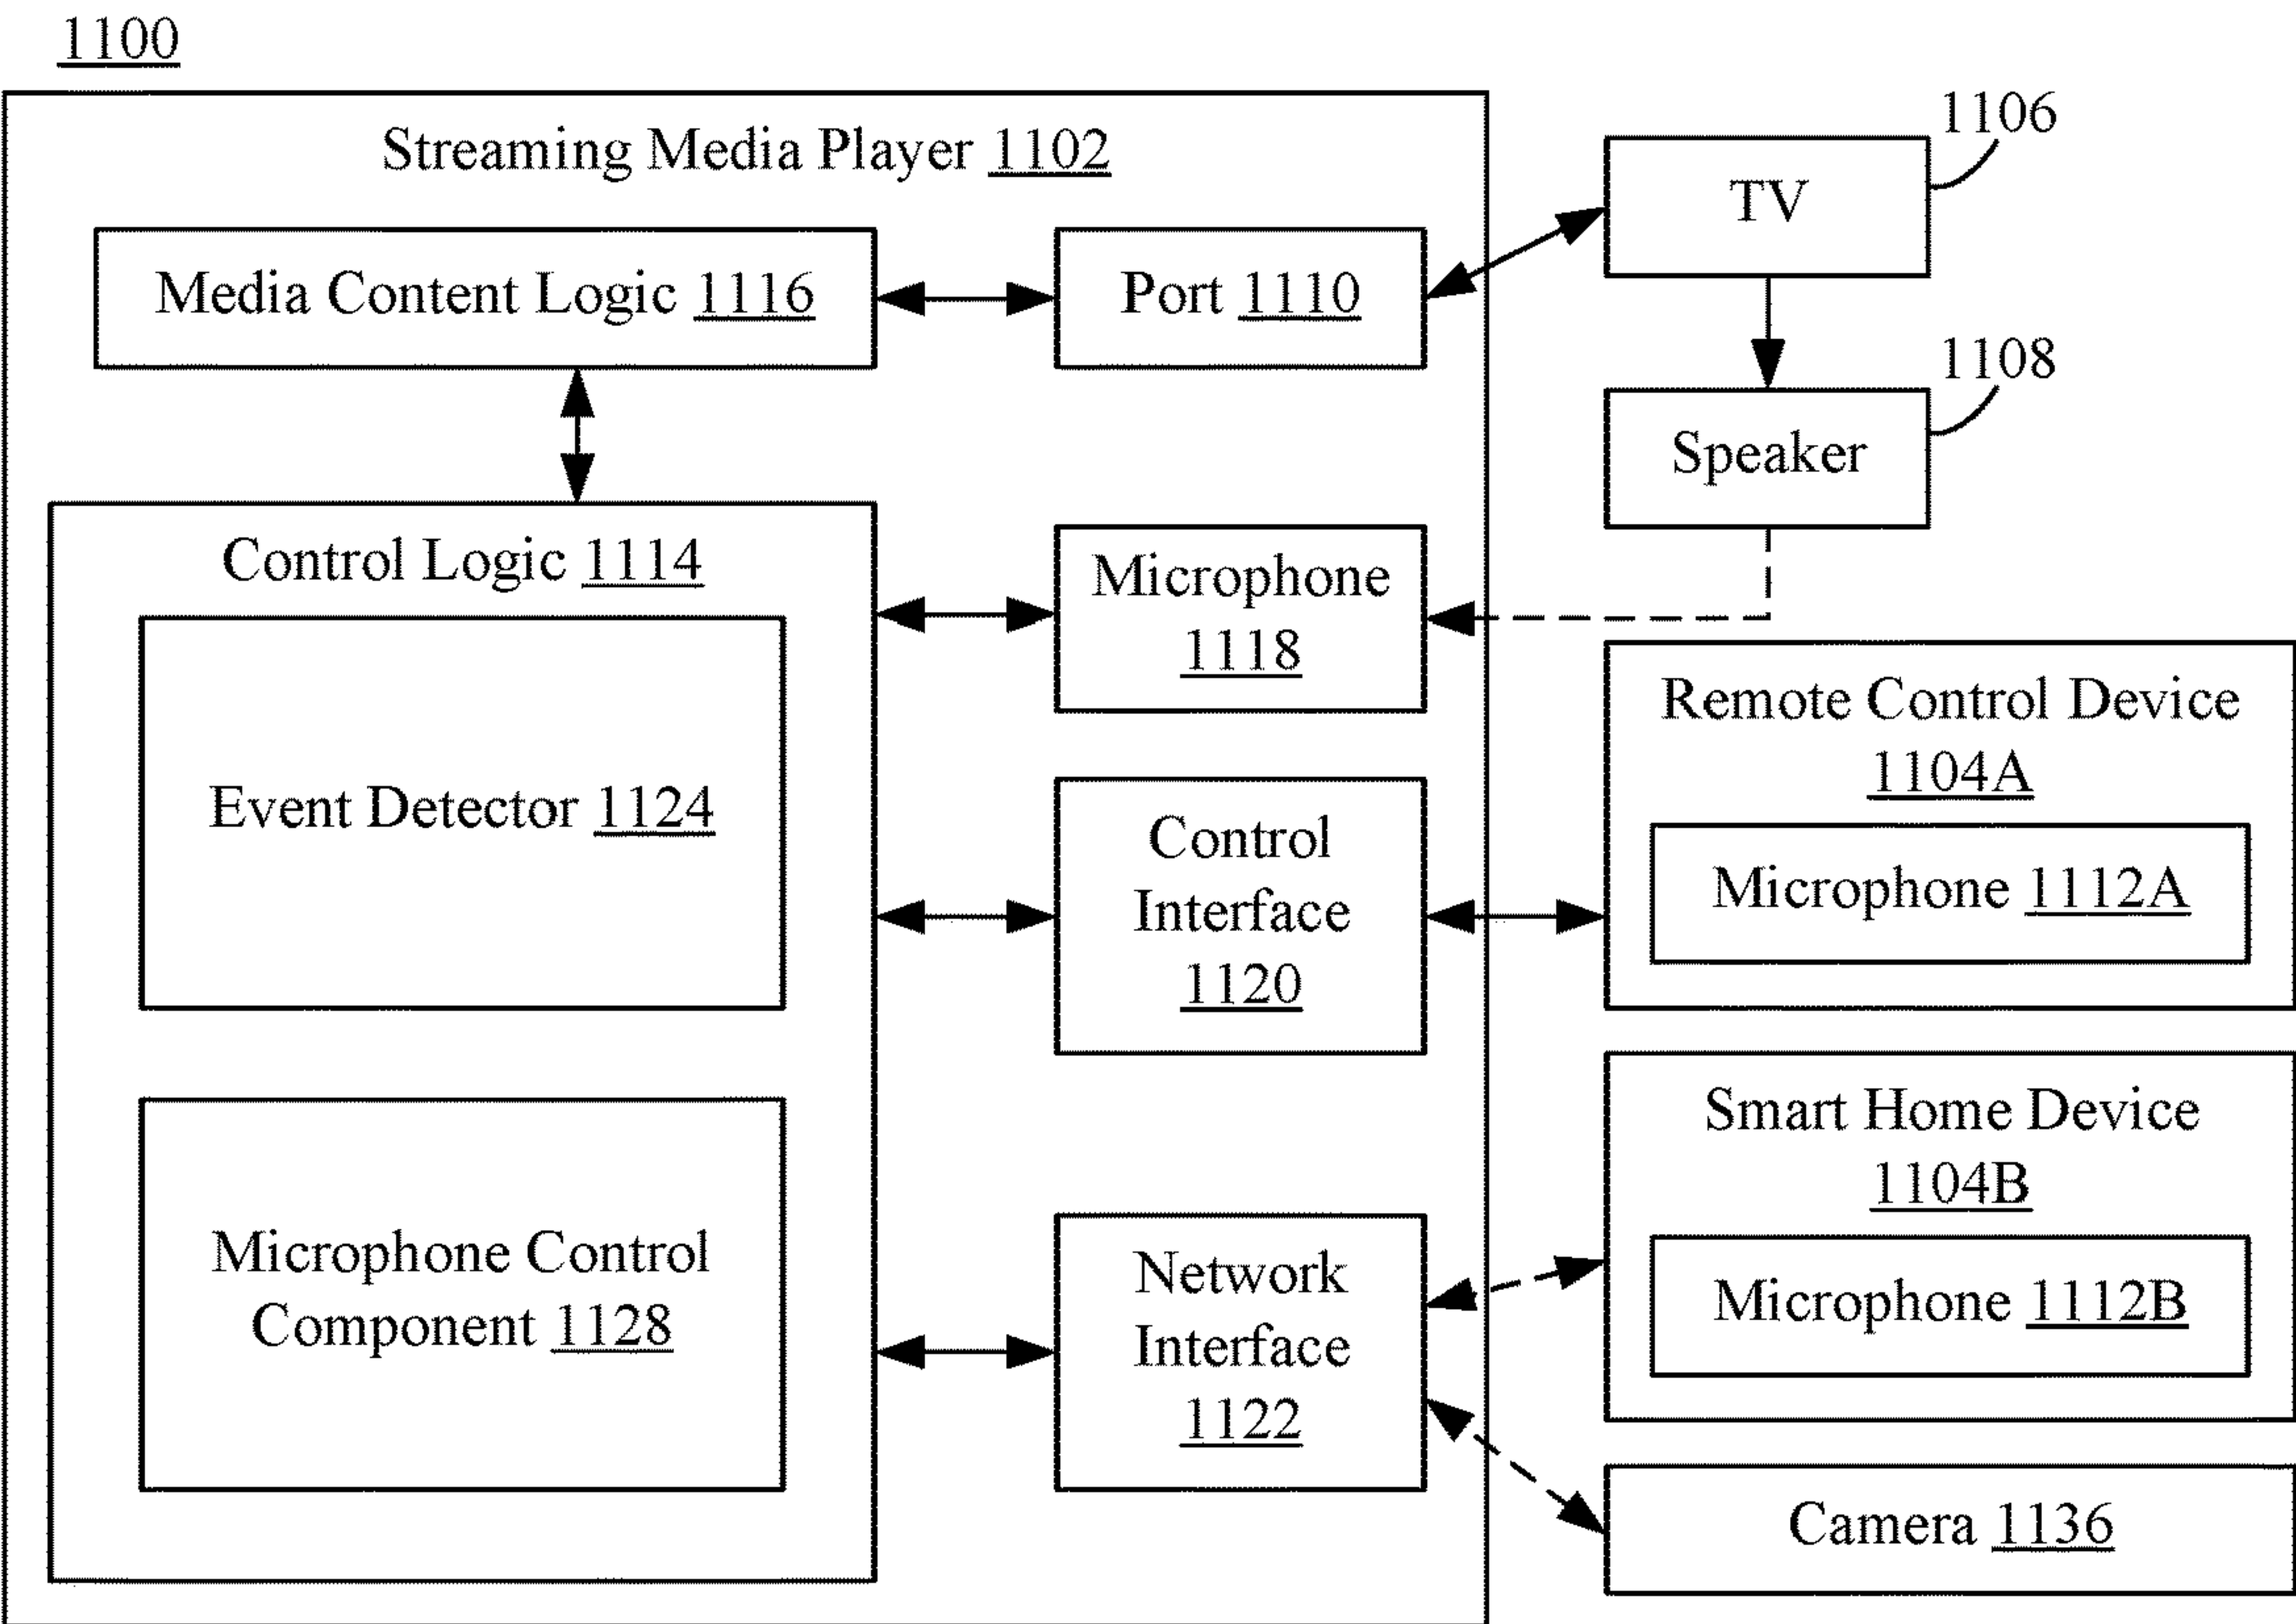 1100
Streaming Media Player 1102
Media Content Logic 1116
Port 1110
TV
1106
Speaker
1108
Control Logic 1114
Event Detector 1124
Microphone Control
Component 1128
Microphone
1118
Control
Interface
1120
Network
Interface
1122
Remote Control Device
1104A
Microphone 1112A
Smart Home Device
1104B
Microphone 1112B
Camera 1136